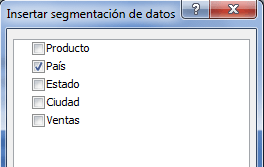 Insertar segmentación de datos
Producto
País
Estado
Ciudad
Ventas